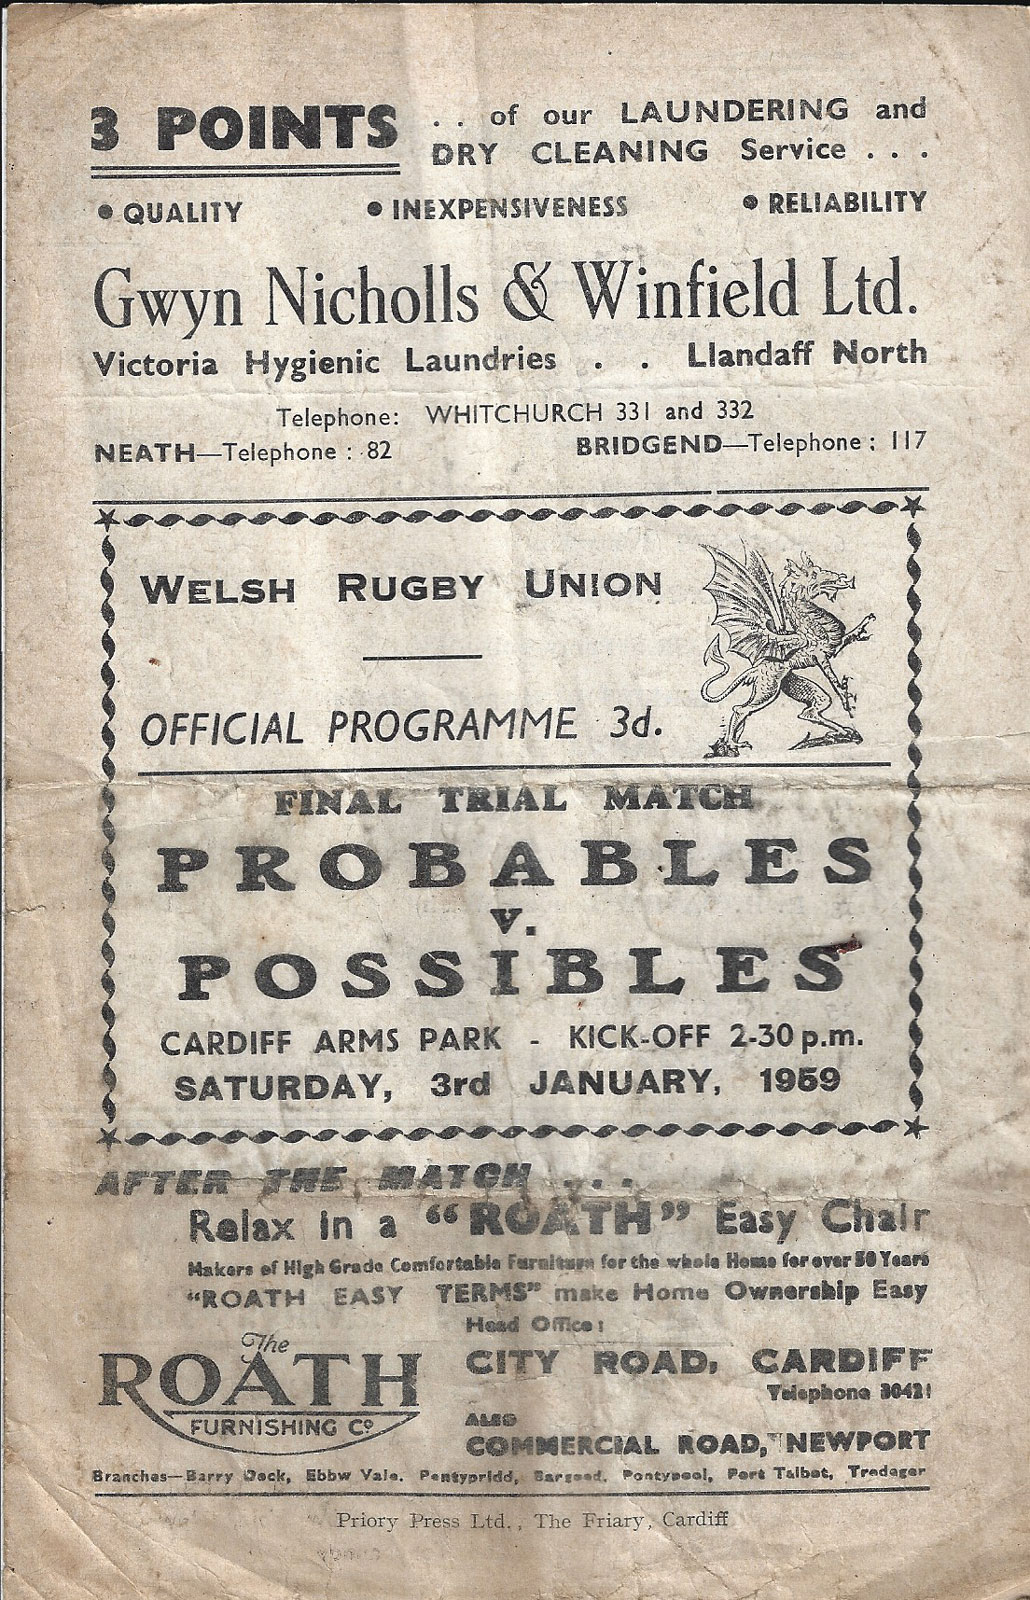 3 POINTS . . of our LAUNDERING and
DRY CLEANING Service . . .
• QUALITY • INEXPENSIVENESS • RELIABILITY
Gwyn Nicholls & Winfield Ltd.
Victoria Hygienic Laundries . . Llandaff North
Telephone: WHITCHURCH 331 and 332
NEATH—Telephone : 82 BRIDGEND—Telephone : 117
WELSH RUGBY UNION
OFFICIAL PROGRAMME 3d.
FINAL TRIAL MATCH
PROBABLES
v.
POSSIBLES
CARDIFF ARMS PARK - KICK-OFF 2-30 p.m.
SATURDAY, 3rd JANUARY, 1959
AFTER THE MATCH . . .
Relax in a “ROATH” Easy Chair
Makers of High Grade Comfortable Furniture for the whole Home for over 50 Years
“ROATH EASY TERMS” make Home Ownership Easy
Head Office:
The
ROATH
FURNISHING Co.
CITY ROAD, CARDIFF
Telephone 30421
ALSO
COMMERCIAL ROAD, NEWPORT
Branches—Barry Dock, Ebbw Vale, Pontypridd, Bargoed, Pontypool, Port Talbot, Tredegar
Priory Press Ltd., The Friary, Cardiff